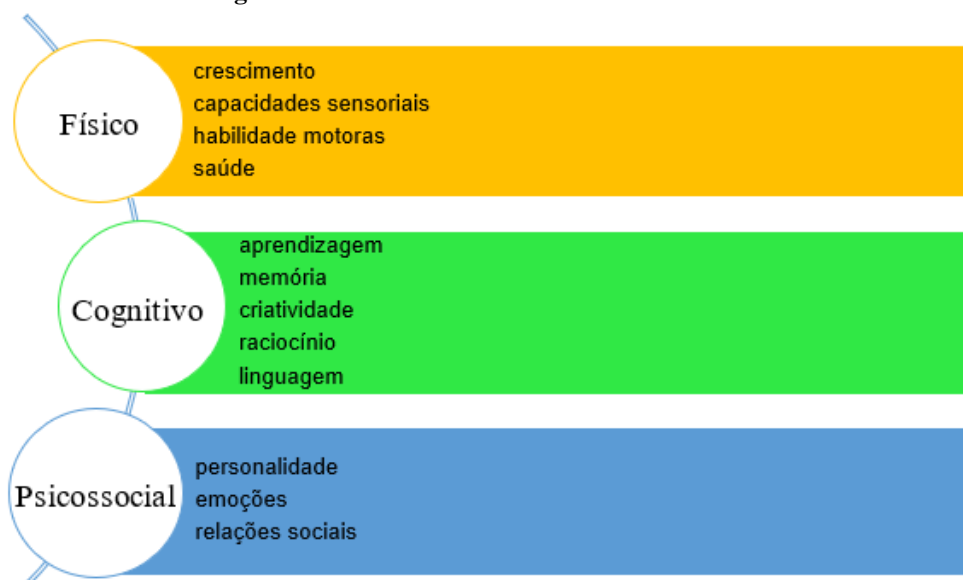 Físico
crescimento
capacidades sensoriais
habilidade motoras
saúde
Cognitivo
aprendizagem
memória
criatividade
raciocínio
linguagem
Psicossocial
personalidade
emoções
relações sociais